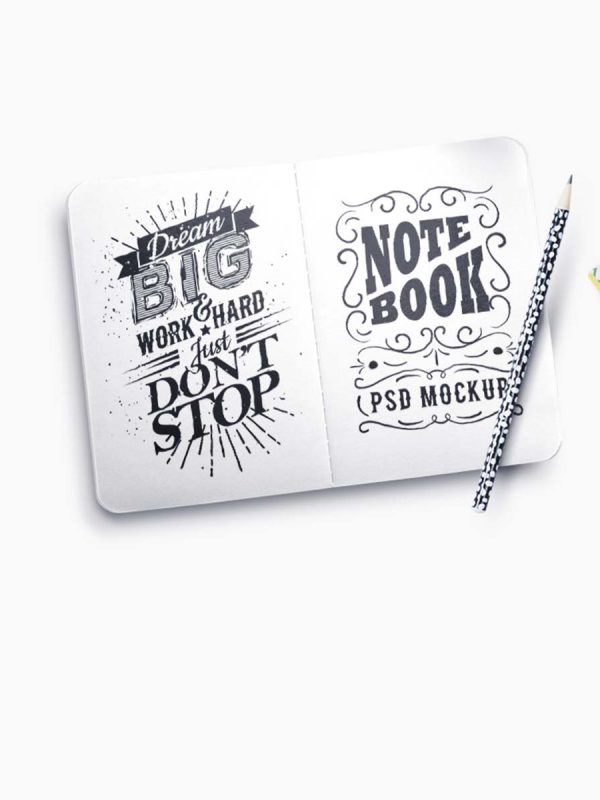 Dream
BIG
&
WORK HARD
Just
DON'T
STOP
NOTE
BOOK
PSD MOCKUP